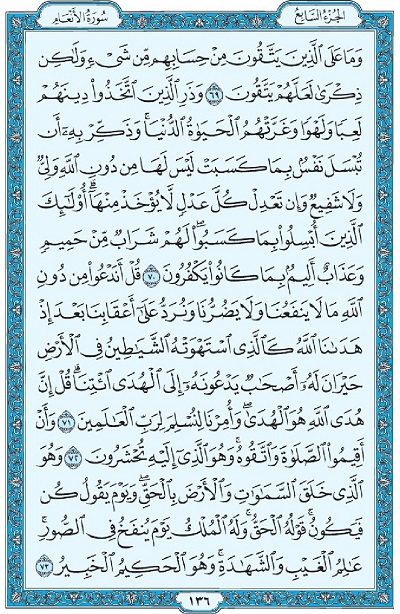 الجزء السابع
سورة الأنعام
وَمَا عَلَى ٱلَّذِينَ يَتَّقُونَ مِنْ حِسَابِهِم مِّن شَىْءٍ وَلَٰكِن
ذِكْرَىٰ لَعَلَّهُمْ يَتَّقُونَ ٦٩ وَذَرِ ٱلَّذِينَ ٱتَّخَذُوا۟ دِينَهُمْ
لَعِبًا وَلَهْوًا وَغَرَّتْهُمُ ٱلْحَيَوٰةُ ٱلدُّنْيَا ۚ وَذَكِّرْ بِهِۦٓ أَن
تُبْسَلَ نَفْسٌۢ بِمَا كَسَبَتْ لَيْسَ لَهَا مِن دُونِ ٱللَّهِ وَلِىٌّ
وَلَا شَفِيعٌ وَإِن تَعْدِلْ كُلَّ عَدْلٍ لَّا يُؤْخَذْ مِنْهَآ ۗ أُو۟لَٰٓئِكَ
ٱلَّذِينَ أُبْسِلُوا۟ بِمَا كَسَبُوا۟ ۖ لَهُمْ شَرَابٌ مِّنْ حَمِيمٍ
وَعَذَابٌ أَلِيمٌۢ بِمَا كَانُوا۟ يَكْفُرُونَ ٧٠ قُلْ أَنَدْعُوا۟ مِن دُونِ
ٱللَّهِ مَا لَا يَنفَعُنَا وَلَا يَضُرُّنَا وَنُرَدُّ عَلَىٰٓ أَعْقَابِنَا بَعْدَ إِذْ
هَدَىٰنَا ٱللَّهُ كَٱلَّذِى ٱسْتَهْوَتْهُ ٱلشَّيَٰطِينُ فِى ٱلْأَرْضِ
حَيْرَانَ لَهُۥٓ أَصْحَٰبٌ يَدْعُونَهُۥٓ إِلَى ٱلْهُدَى ٱئْتِنَا ۗ قُلْ إِنَّ
هُدَى ٱللَّهِ هُوَ ٱلْهُدَىٰ ۖ وَأُمِرْنَا لِنُسْلِمَ لِرَبِّ ٱلْعَٰلَمِينَ ٧١ وَأَنْ
أَقِيمُوا۟ ٱلصَّلَوٰةَ وَٱتَّقُوهُ ۚ وَهُوَ ٱلَّذِىٓ إِلَيْهِ تُحْشَرُونَ ٧٢ وَهُوَ
ٱلَّذِى خَلَقَ ٱلسَّمَٰوَٰتِ وَٱلْأَرْضَ بِٱلْحَقِّ ۖ وَيَوْمَ يَقُولُ كُن
فَيَكُونُ ۚ قَوْلُهُ ٱلْحَقُّ ۚ وَلَهُ ٱلْمُلْكُ يَوْمَ يُنفَخُ فِى ٱلصُّورِ ۚ
عَٰلِمُ ٱلْغَيْبِ وَٱلشَّهَٰدَةِ ۚ وَهُوَ ٱلْحَكِيمُ ٱلْخَبِيرُ ٧٣
١٣٦